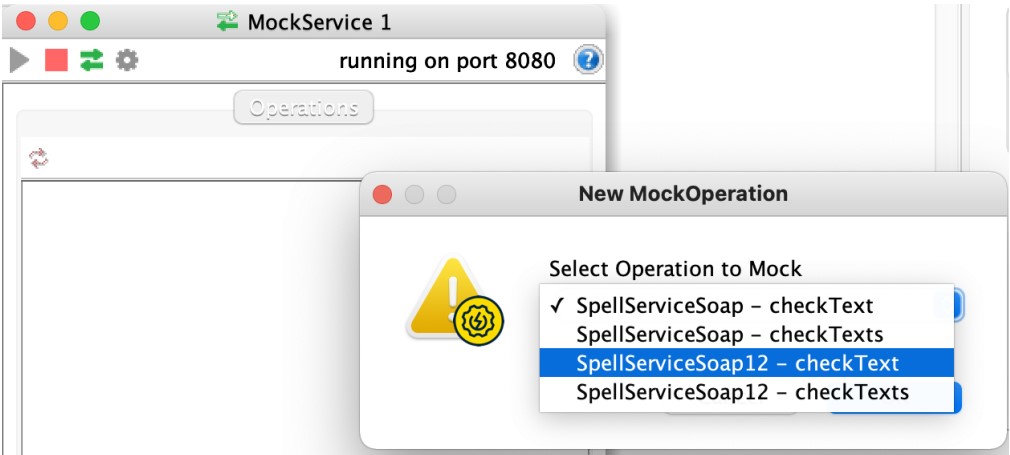 MockService 1
running on port 8080
Operations
New MockOperation
Select Operation to Mock
✓ SpellServiceSoap – checkText
SpellServiceSoap – checkTexts
SpellServiceSoap12 – checkText
SpellServiceSoap12 – checkTexts